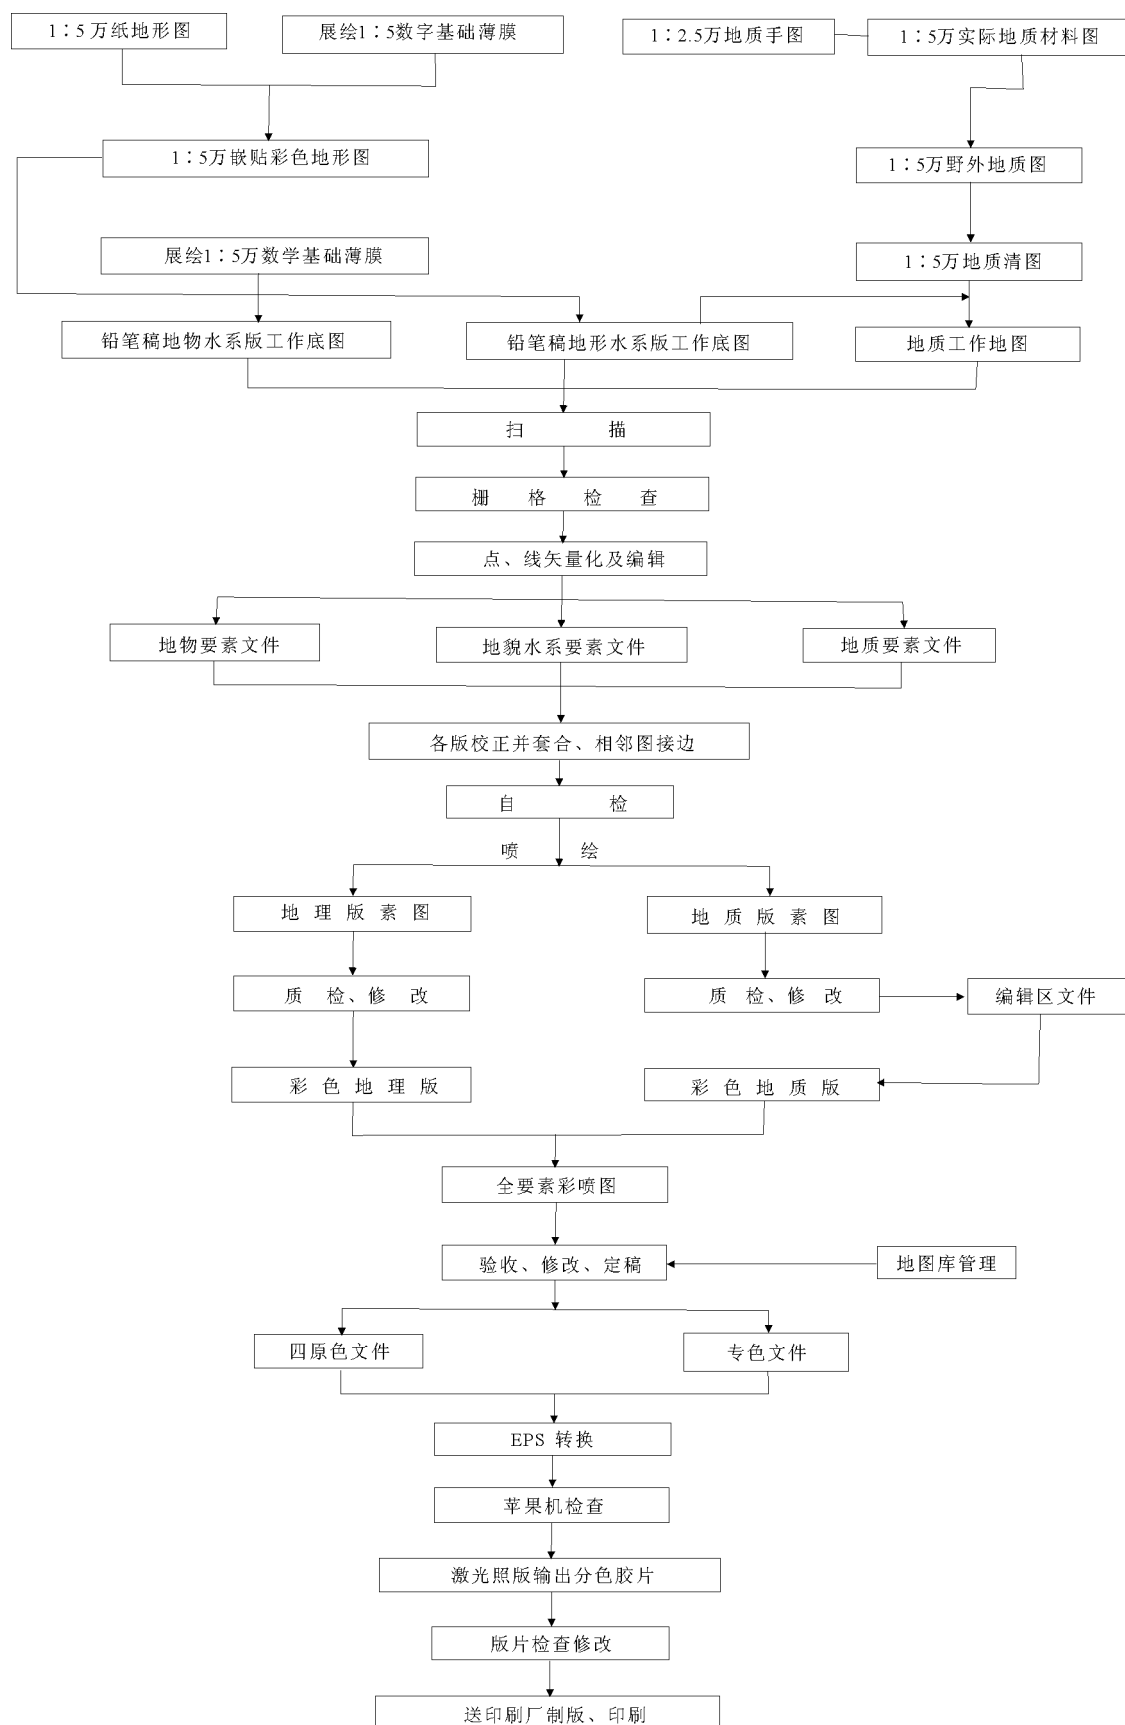 1：5 万纸地形图
展绘1：5数字基础薄膜
1：2.5万地质手图
1：5万实际地质材料图
1：5万嵌贴彩色地形图
1：5万野外地质图
展绘1：5万数学基础薄膜
1：5万地质清图
铅笔稿地物水系版工作底图
铅笔稿地形水系版工作底图
地质工作地图
扫 描
栅 格 检 查
点、线矢量化及编辑
地物要素文件
地貌水系要素文件
地质要素文件
各版校正并套合、相邻图接边
自 检
喷 绘
地 理 版 素 图
地 质 版 素 图
质 检、修 改
质 检、修 改
编辑区文件
彩 色 地 理 版
彩 色 地 质 版
全要素彩喷图
验收、修改、定稿
地图库管理
四原色文件
专色文件
EPS 转换
苹果机检查
激光照版输出分色胶片
版片检查修改
送印刷厂制版、印刷